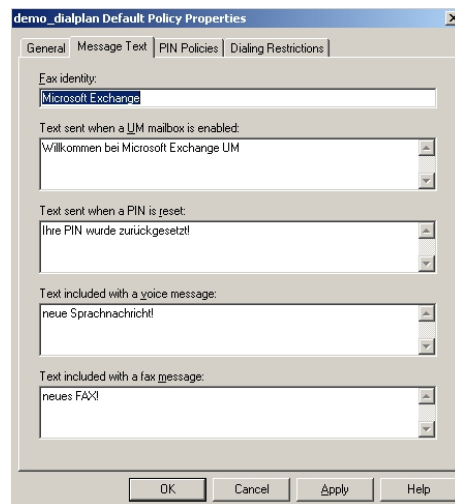 demo_dialplan Default Policy Properties
General Message Text PIN Policies Dialing Restrictions
Fax identity:
Microsoft Exchange
Text sent when a UM mailbox is enabled:
Willkommen bei Microsoft Exchange UM
Text sent when a PIN is reset:
Ihre PIN wurde zurückgesetzt!
Text included with a voice message:
neue Sprachnachricht!
Text included with a fax message:
neues FAX!
OK Cancel Apply Help